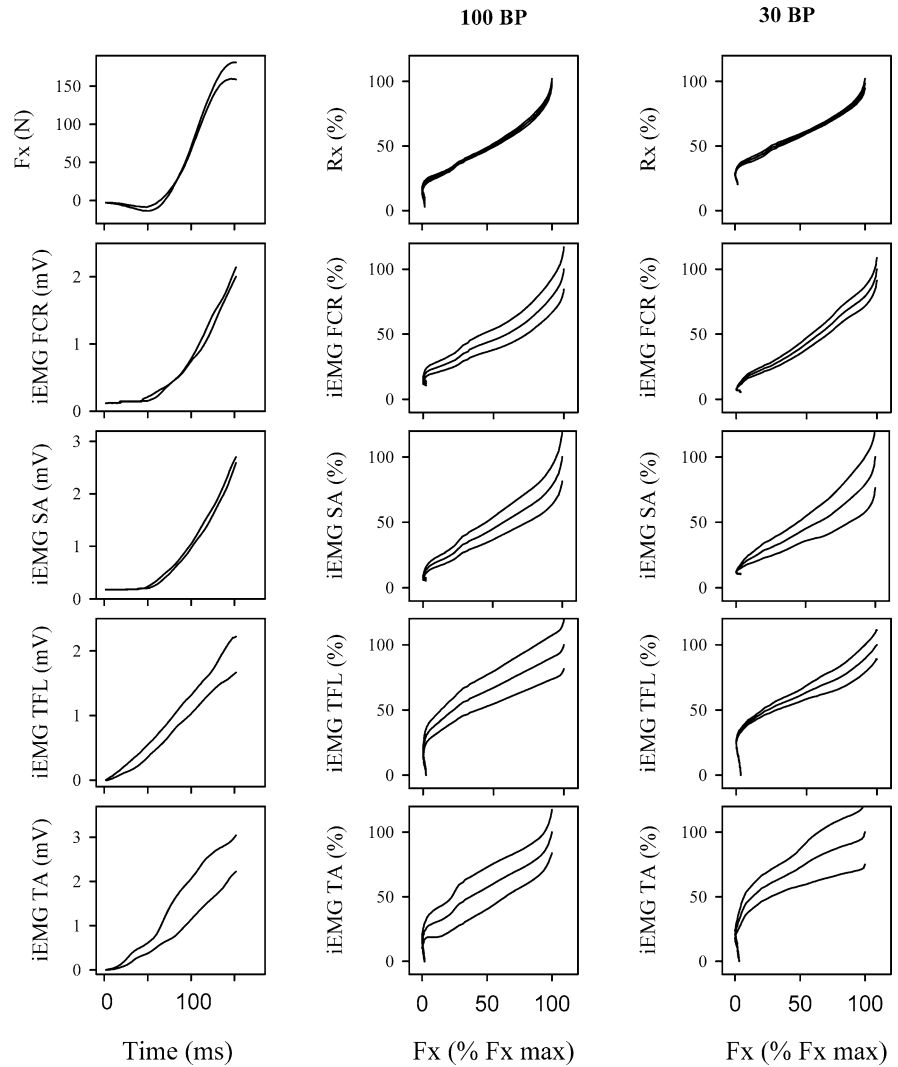 100 BP
30 BP
Fx (N)
150
100
50
0
Rx (%)
100
50
0
Rx (%)
100
50
0
iEMG FCR (mV)
2
1
0
iEMG FCR (%)
100
50
0
iEMG FCR (%)
100
50
0
iEMG SA (mV)
3
2
1
0
iEMG SA (%)
100
50
0
iEMG SA (%)
100
50
0
iEMG TFL (mV)
2
1
0
iEMG TFL (%)
100
50
0
iEMG TFL (%)
100
50
0
iEMG TA (mV)
3
2
1
0
iEMG TA (%)
100
50
0
iEMG TA (%)
100
50
0
0 100
0 50 100
0 50 100
Time (ms)
Fx (% Fx max)
Fx (% Fx max)